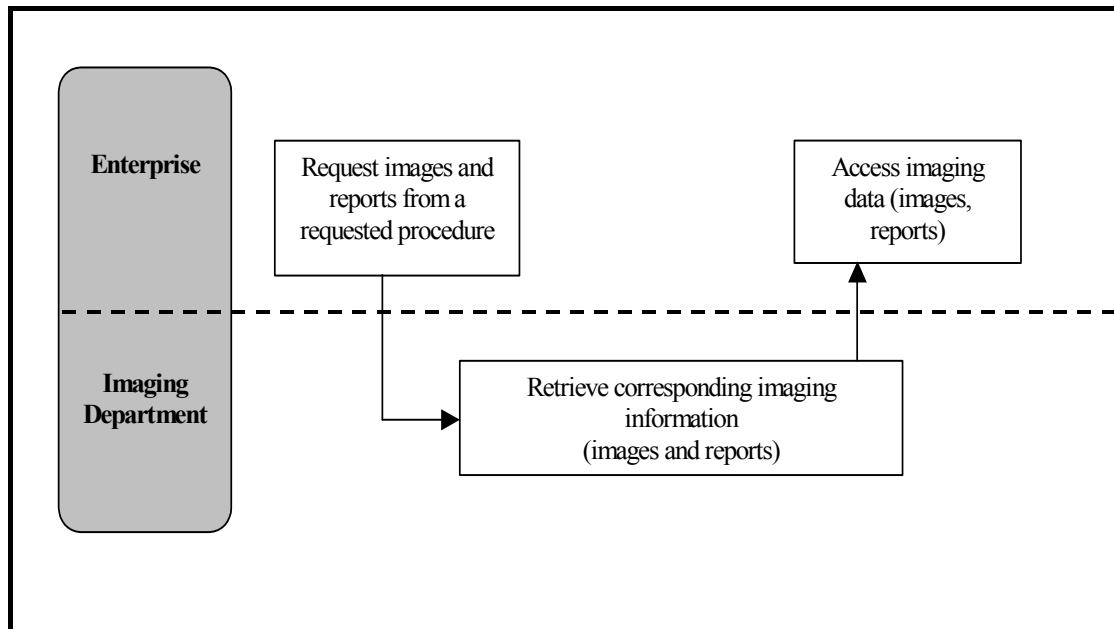 Enterprise
Request images and
reports from a
requested procedure
Access imaging
data (images,
reports)
Imaging
Department
Retrieve corresponding imaging
information
(images and reports)